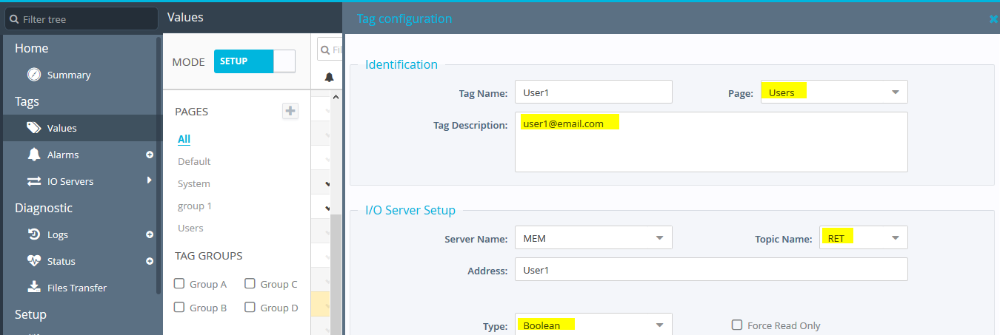 Filter tree
Home
Summary
Tags
Values
Alarms
IO Servers
Diagnostic
Logs
Status
Files Transfer
Setup
Values
MODE SETUP
PAGES
All
Default
System
group 1
Users
TAG GROUPS
Group A Group C
Group B Group D
Tag configuration
Identification
Tag Name: User1 Page: Users
Tag Description: user1@email.com
I/O Server Setup
Server Name: MEM Topic Name: RET
Address: User1
Type: Boolean Force Read Only